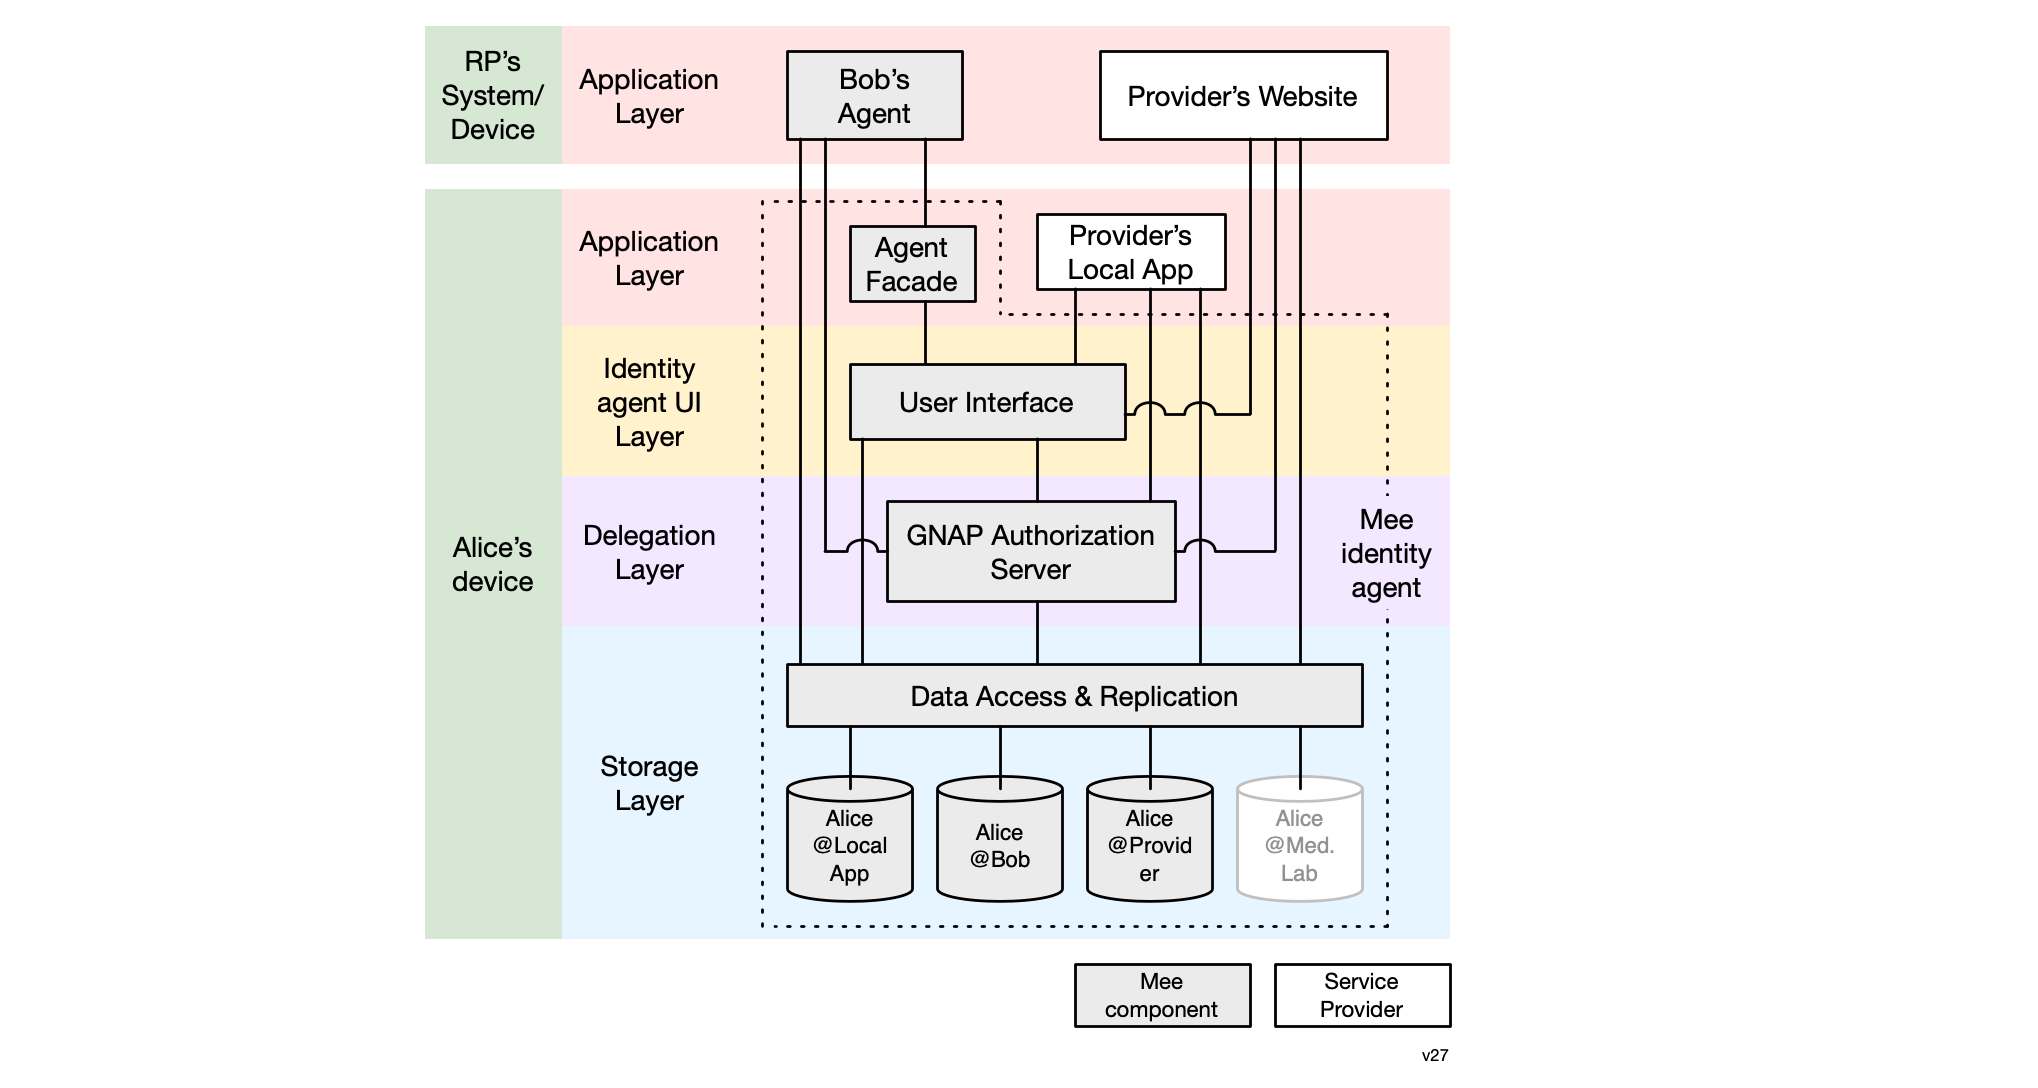 RP’s
System/
Device
Application
Layer
Bob’s
Agent
Provider’s Website
Application
Layer
Agent
Facade
Provider’s
Local App
Identity
agent UI
Layer
User Interface
Alice’s
device
Delegation
Layer
GNAP Authorization
Server
Mee
identity
agent
Storage
Layer
Data Access & Replication
Alice
@Local
App
Alice
@Bob
Alice
@Provid
er
Alice
@Med.
Lab
Mee
component
Service
Provider
v27